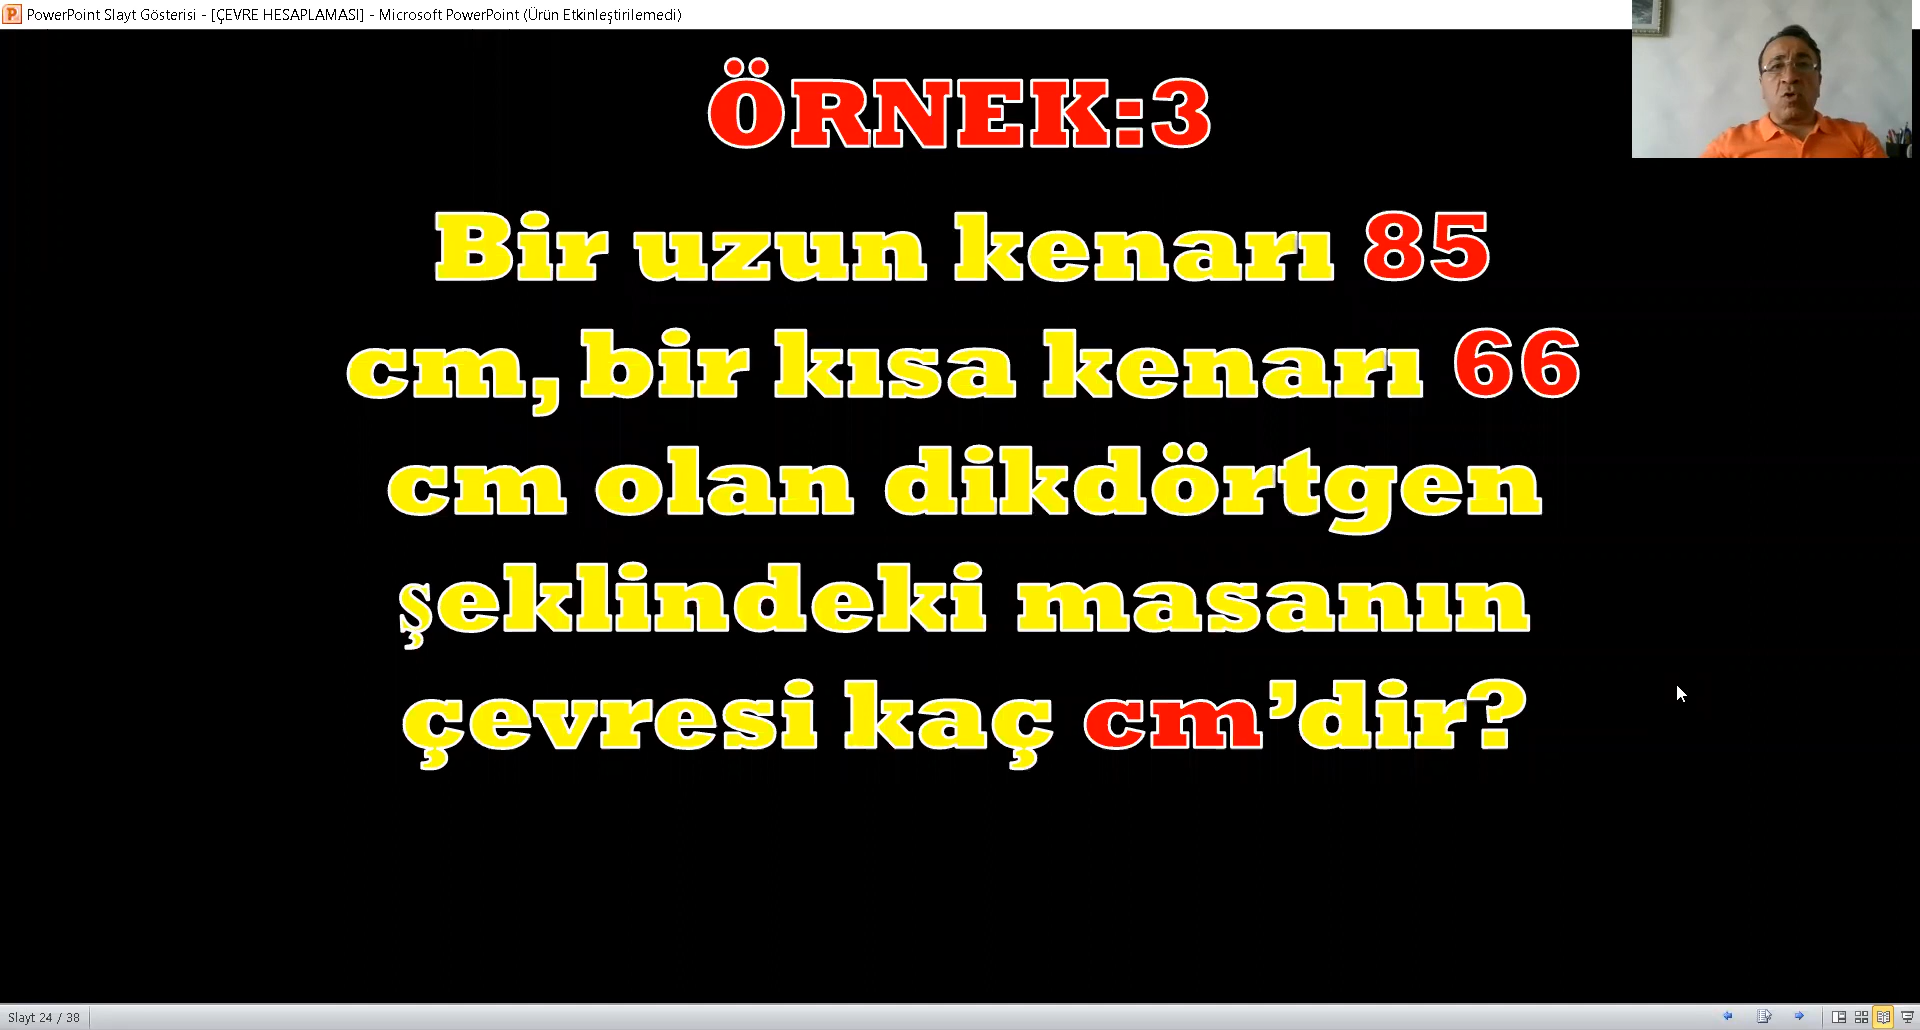 PowerPoint Slayt Gösterisi - [ÇEVRE HESAPLAMASI] - Microsoft PowerPoint (Ürün Etkinleştirilemedi)
ÖRNEK:3
Bir uzun kenarı 85
cm, bir kısa kenarı 66
cm olan dikdörtgen
şeklindeki masanın
çevresi kaç cm’dir?
Slayt 24 / 38